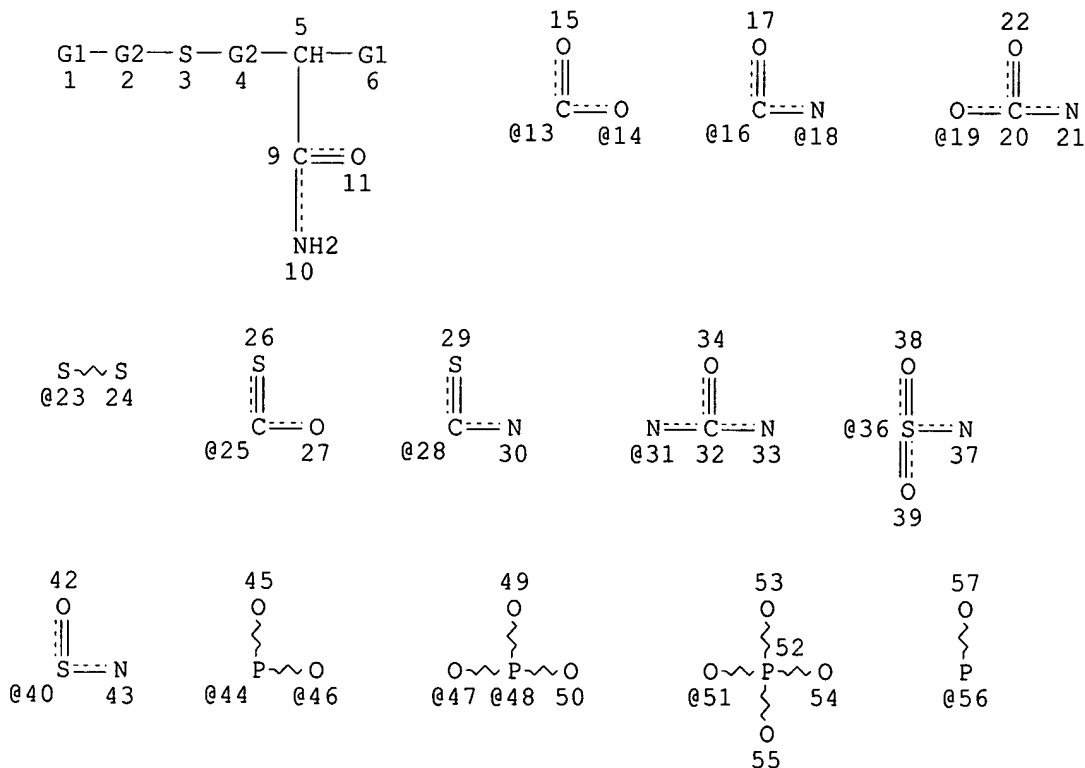 5
G1 G2 S G2 CH G1
1 2 3 4 6
9 C O
11
NH2
10
15
O
C O
@13 @14
17
O
C N
@16 @18
22
O
O C N
@19 20 21
S S
@23 24
26
S
C O
@25 27
29
S
C N
@28 30
34
O
N C N
@31 32 33
38
O
@36 S N
37
O
39
42
O
S N
@40 43
45
O
P O
@44 @46
49
O
O P O
@47 @48 50
53
O
52
O P O
@51 54
O
55
57
O
P
@56